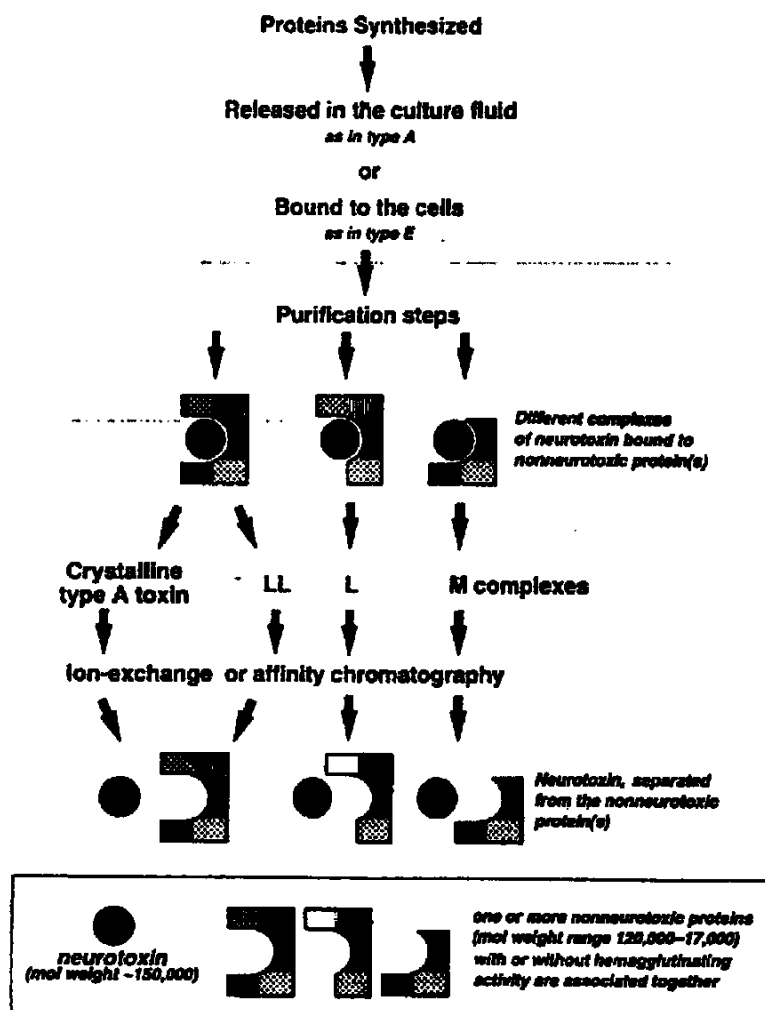 Proteins Synthesized
Released in the culture fluid
as in type A
or
Bound to the cells
as in type E
Purification steps
Different complexes
of neurotoxin bound to
nonneurotoxic protein(s)
Crystalline
type A toxin
LL
L
M complexes
Ion-exchange or affinity chromatography
Neurotoxin, separated
from the nonneurotoxic
protein(s)
neurotoxin
(mol weight ~150,000)
one or more nonneurotoxic proteins
(mol weight range 120,000–17,000)
with or without hemagglutinating
activity are associated together